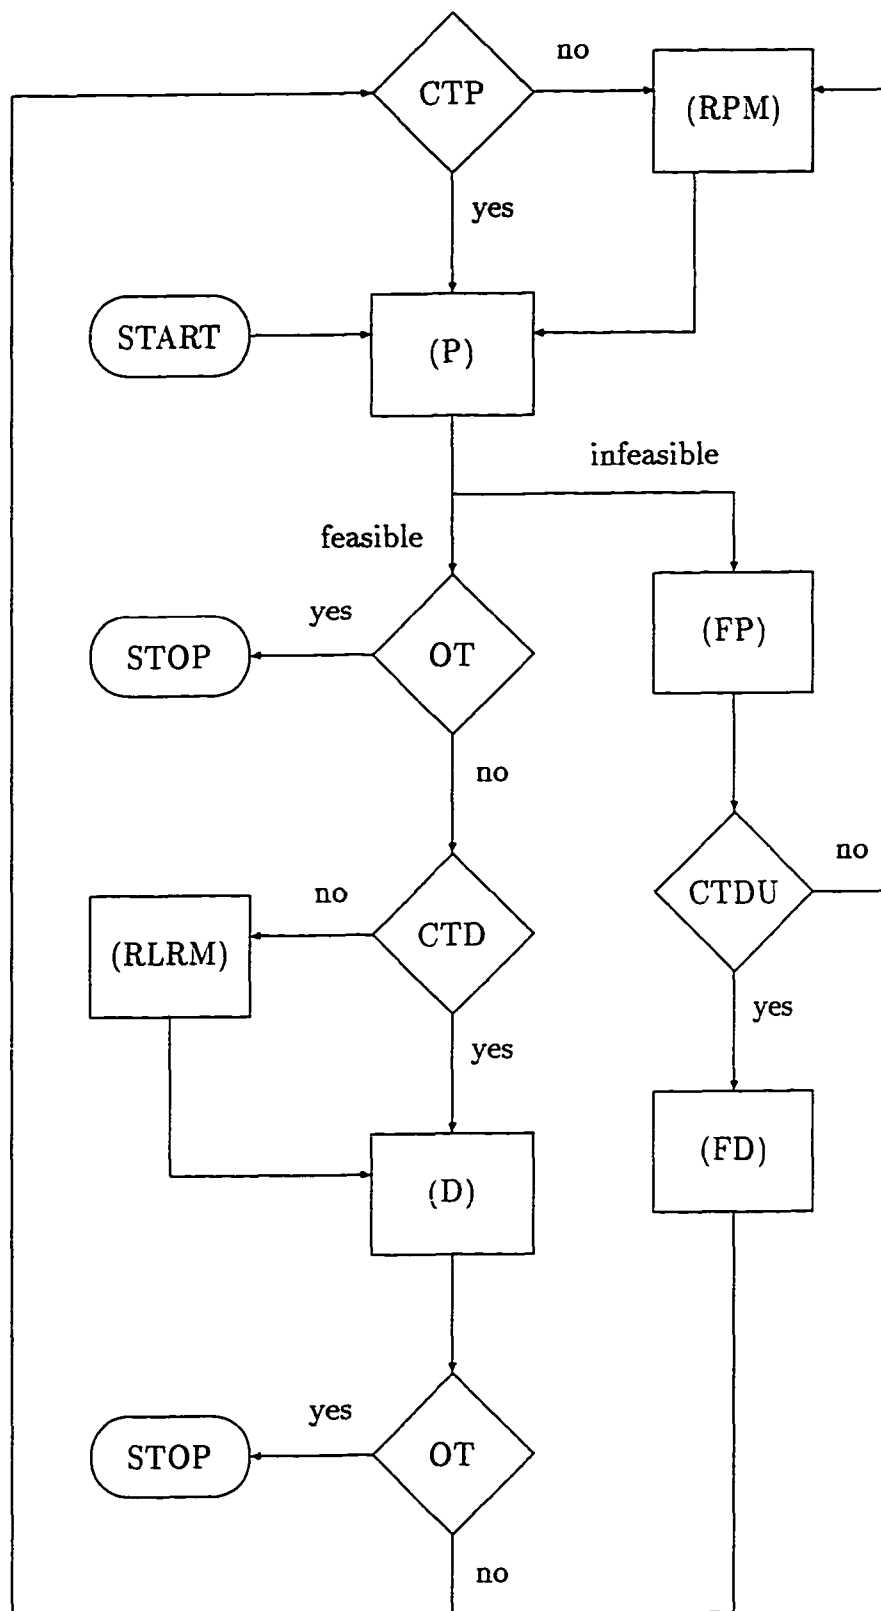 no
CTP
(RPM)
yes
START
(P)
infeasible
feasible
yes
(FP)
STOP
OT
no
no
CTDU
no
CTD
(RLRM)
yes
yes
(FD)
(D)
yes
STOP
OT
no